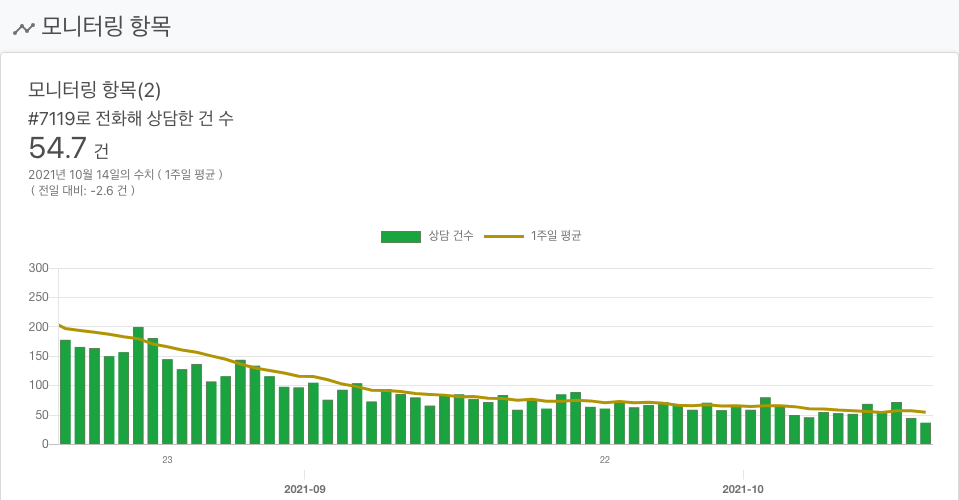 모니터링 항목
모니터링 항목(2)
#7119로 전화해 상담한 건 수
54.7 건
2021년 10월 14일의 수치 ( 1주일 평균 )
( 전일 대비: -2.6 건 )
상담 건수 1주일 평균
300
250
200
150
100
50
0
23 22
2021-09 2021-10